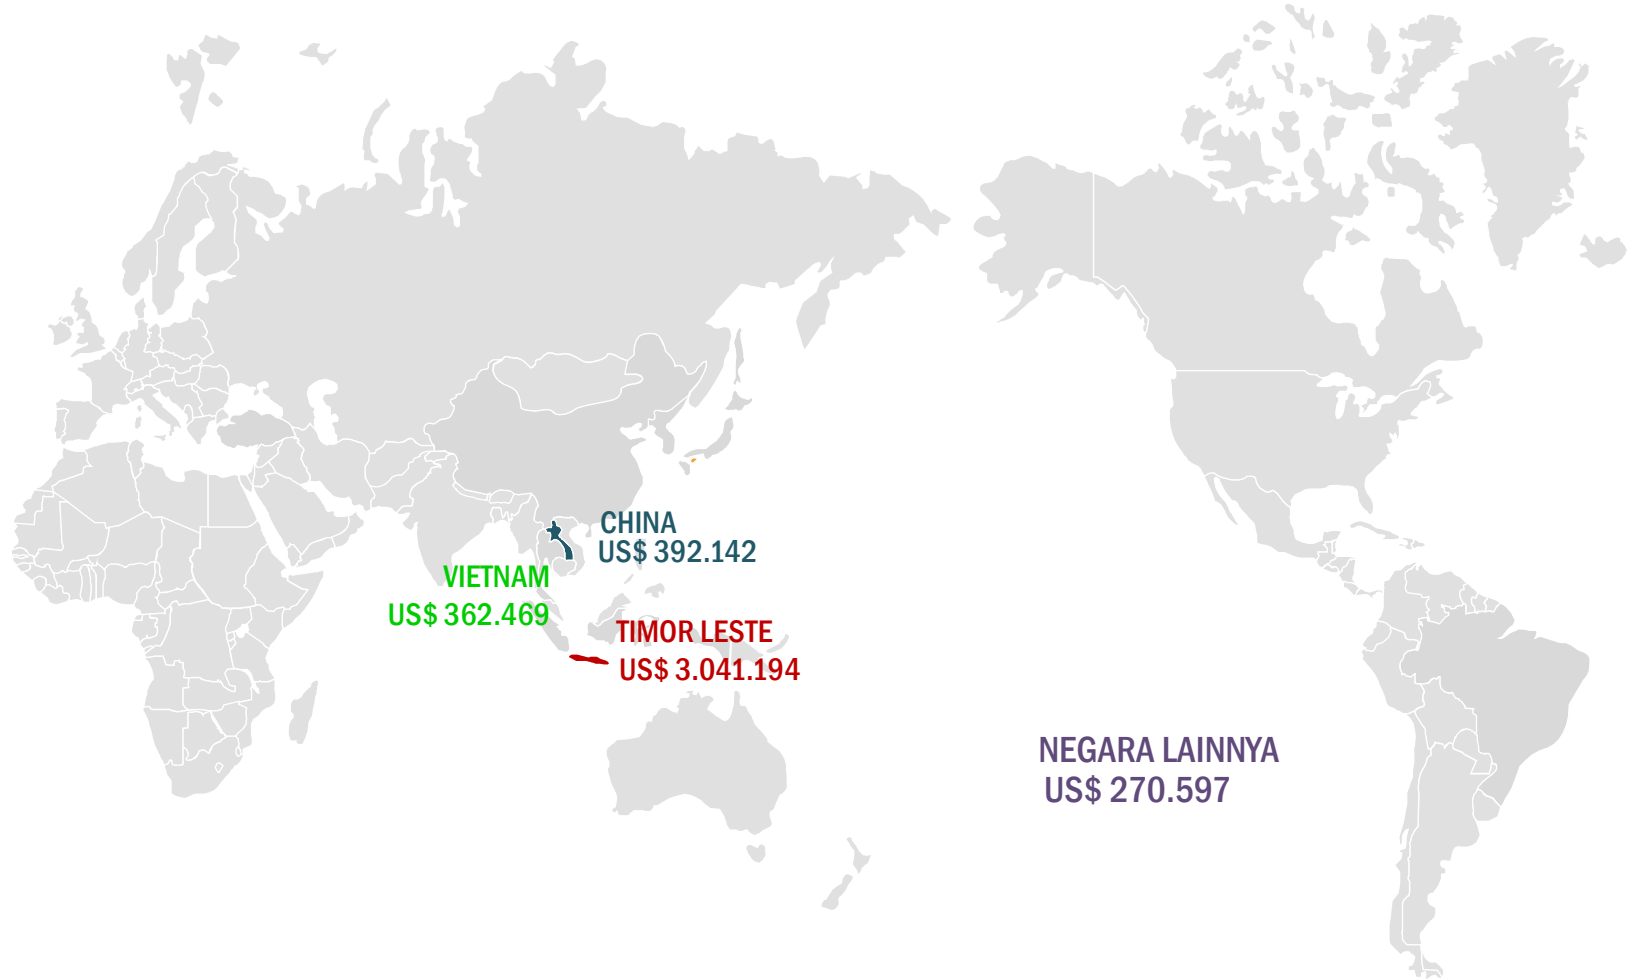 CHINA
US$ 392.142
VIETNAM
US$ 362.469
TIMOR LESTE
US$ 3.041.194
NEGARA LAINNYA
US$ 270.597